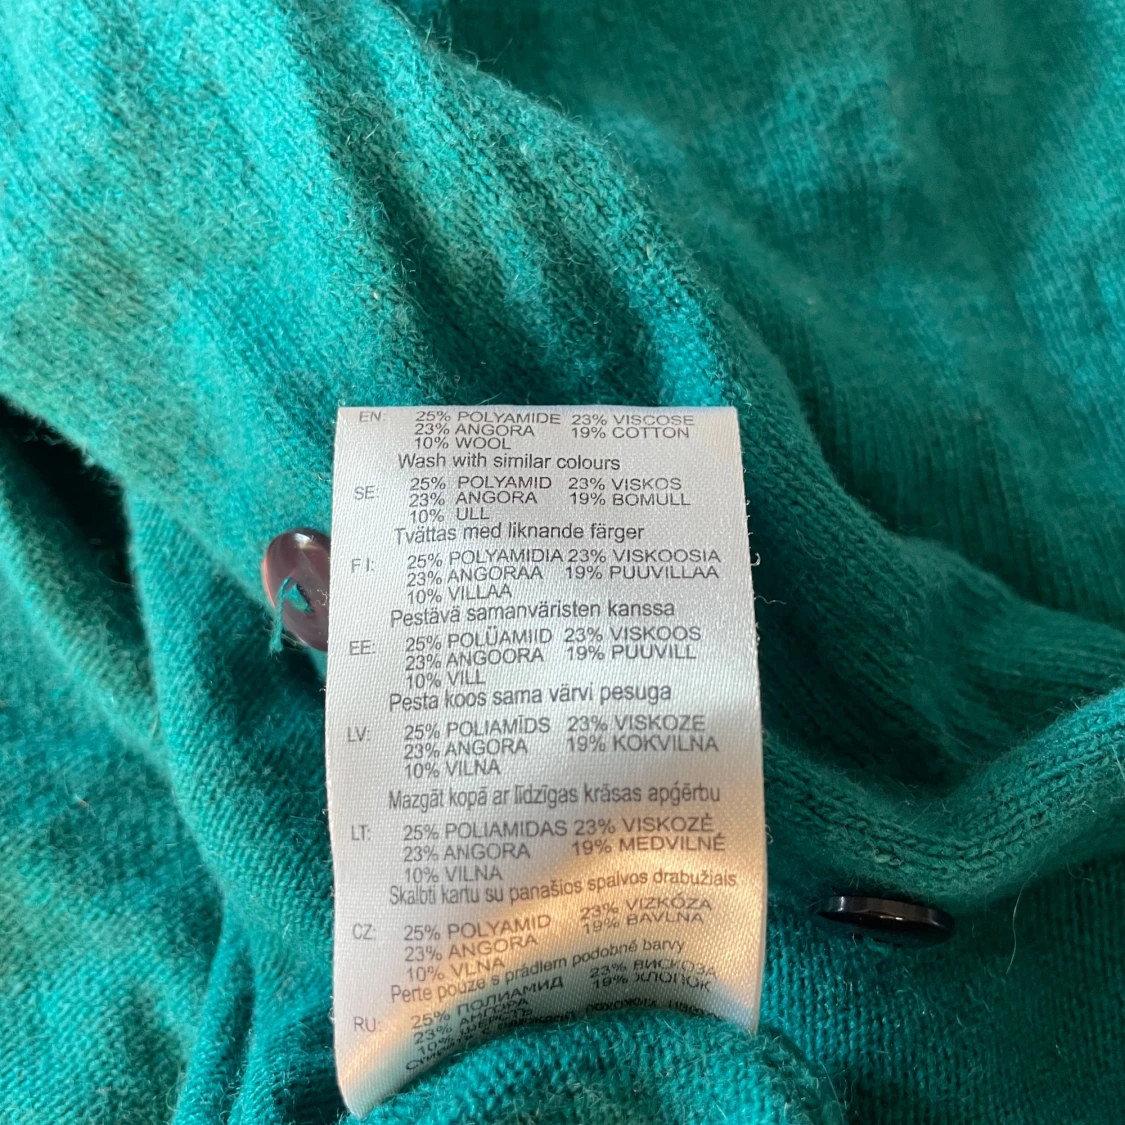 EN: 25% POLYAMIDE 23% VISCOSE
23% ANGORA 19% COTTON
10% WOOL
Wash with similar colours
SE: 25% POLYAMID 23% VISKOS
23% ANGORA 19% BOMULL
10% ULL
Tvättas med liknande färger
FI: 25% POLYAMIDIA 23% VISKOOSIA
23% ANGORAA 19% PUUVILLAA
10% VILLAA
Pestävä samanväristen kanssa
EE: 25% POLÜAMIID 23% VISKOOS
23% ANGOORA 19% PUUVILL
10% VILL
Pesta koos sama värvi pesuga
LV: 25% POLIAMĪDS 23% VISKOZE
23% ANGORA 19% KOKVILNA
10% VILNA
Mazgāt kopā ar līdzīgas krāsas apģērbu
LT: 25% POLIAMIDAS 23% VISKOZĖ
23% ANGORA 19% MEDVILNĖ
10% VILNA
Skalbti kartu su panašios spalvos drabužiais
CZ: 25% POLYAMID 23% VIZKÓZA
23% ANGORA 19% BAVLNA
10% VLNA
Perte pouze s prádlem podobné barvy
RU: 25% ПОЛИАМИД 23% ВИСКОЗА
23% АНГОРА 19% ХЛОПОК
10% ШЕРСТЬ